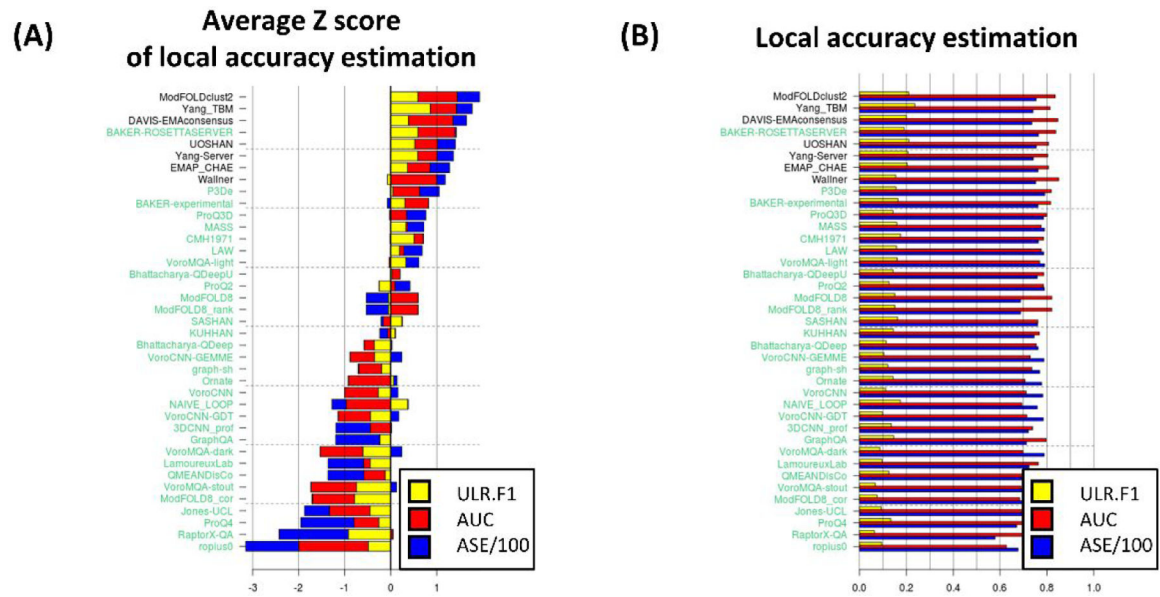 (A)
Average Z score
of local accuracy estimation
ModFOLDclust2
Yang_TBM
DAVIS-EMAconsensus
BAKER-ROSETTASERVER
UOSHAN
Yang-Server
EMAP_CHAE
Wallner
P3De
BAKER-experimental
ProQ3D
MASS
CMH1971
LAW
VoroMQA-light
Bhattacharya-QDeepU
ProQ2
ModFOLD8
ModFOLD8_rank
SASHAN
KUHHAN
Bhattacharya-QDeep
VoroCNN-GEMME
graph-sh
Ornate
VoroCNN
NAIVE_LOOP
VoroCNN-GDT
3DCNN_prof
GraphQA
VoroMQA-dark
LamoureuxLab
QMEANDisCo
VoroMQA-stout
ModFOLD8_cor
Jones-UCL
ProQ4
RaptorX-QA
ropius0
ULR.F1
AUC
ASE/100
-3 -2 -1 0 1
(B)
Local accuracy estimation
ModFOLDclust2
Yang_TBM
DAVIS-EMAconsensus
BAKER-ROSETTASERVER
UOSHAN
Yang-Server
EMAP_CHAE
Wallner
P3De
BAKER-experimental
ProQ3D
MASS
CMH1971
LAW
VoroMQA-light
Bhattacharya-QDeepU
ProQ2
ModFOLD8
ModFOLD8_rank
SASHAN
KUHHAN
Bhattacharya-QDeep
VoroCNN-GEMME
graph-sh
Ornate
VoroCNN
NAIVE_LOOP
VoroCNN-GDT
3DCNN_prof
GraphQA
VoroMQA-dark
LamoureuxLab
QMEANDisCo
VoroMQA-stout
ModFOLD8_cor
Jones-UCL
ProQ4
RaptorX-QA
ropius0
ULR.F1
AUC
ASE/100
0.0 0.2 0.4 0.6 0.8 1.0